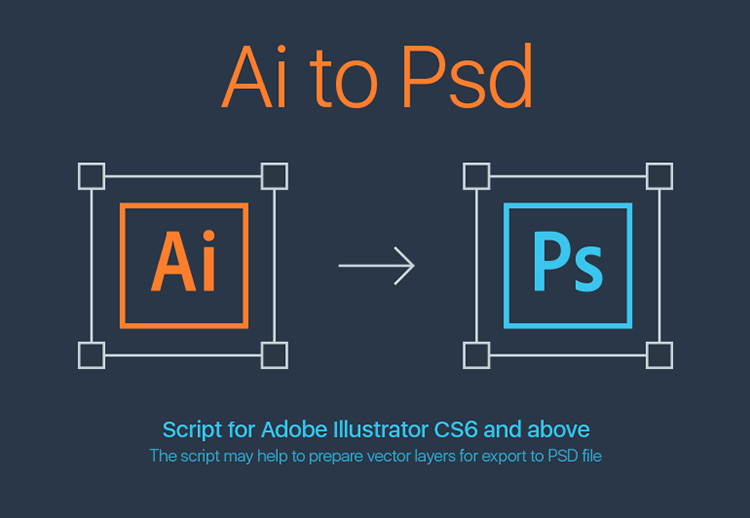 Ai to Psd
Ai
Ps
Script for Adobe Illustrator CS6 and above
The script may help to prepare vector layers for export to PSD file